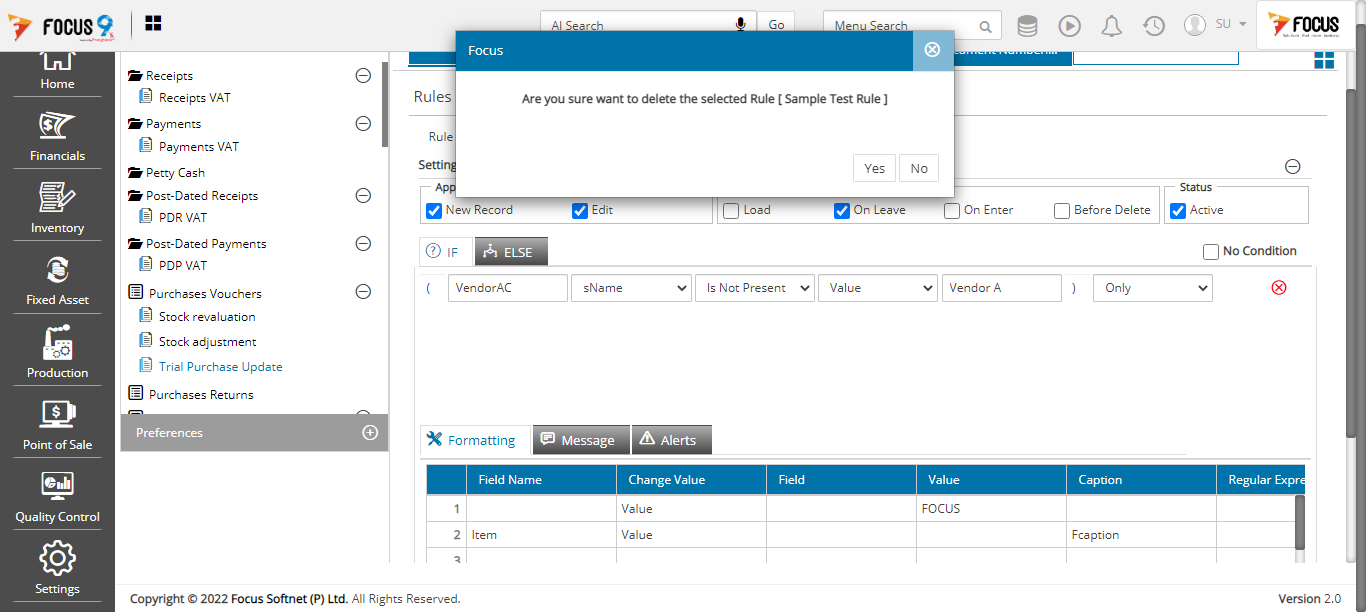 FOCUS 9
AI Search
Go
Menu Search
SU
FOCUS
Home
Financials
Inventory
Fixed Asset
Production
Point of Sale
Quality Control
Settings
Receipts
Receipts VAT
Payments
Payments VAT
Petty Cash
Post-Dated Receipts
PDR VAT
Post-Dated Payments
PDP VAT
Purchases Vouchers
Stock revaluation
Stock adjustment
Trial Purchase Update
Purchases Returns
Preferences
Focus
Are you sure want to delete the selected Rule [ Sample Test Rule ]
Yes No
Rules
Rule
Status
New Record Edit Load On Leave On Enter Before Delete Active
IF ELSE No Condition
( VendorAC sName Is Not Present Value Vendor A ) Only
Formatting Message Alerts
Field Name Change Value Field Value Caption Regular Expre
1 Value FOCUS
2 Item Value Fcaption
3
Copyright © 2022 Focus Softnet (P) Ltd. All Rights Reserved.
Version 2.0